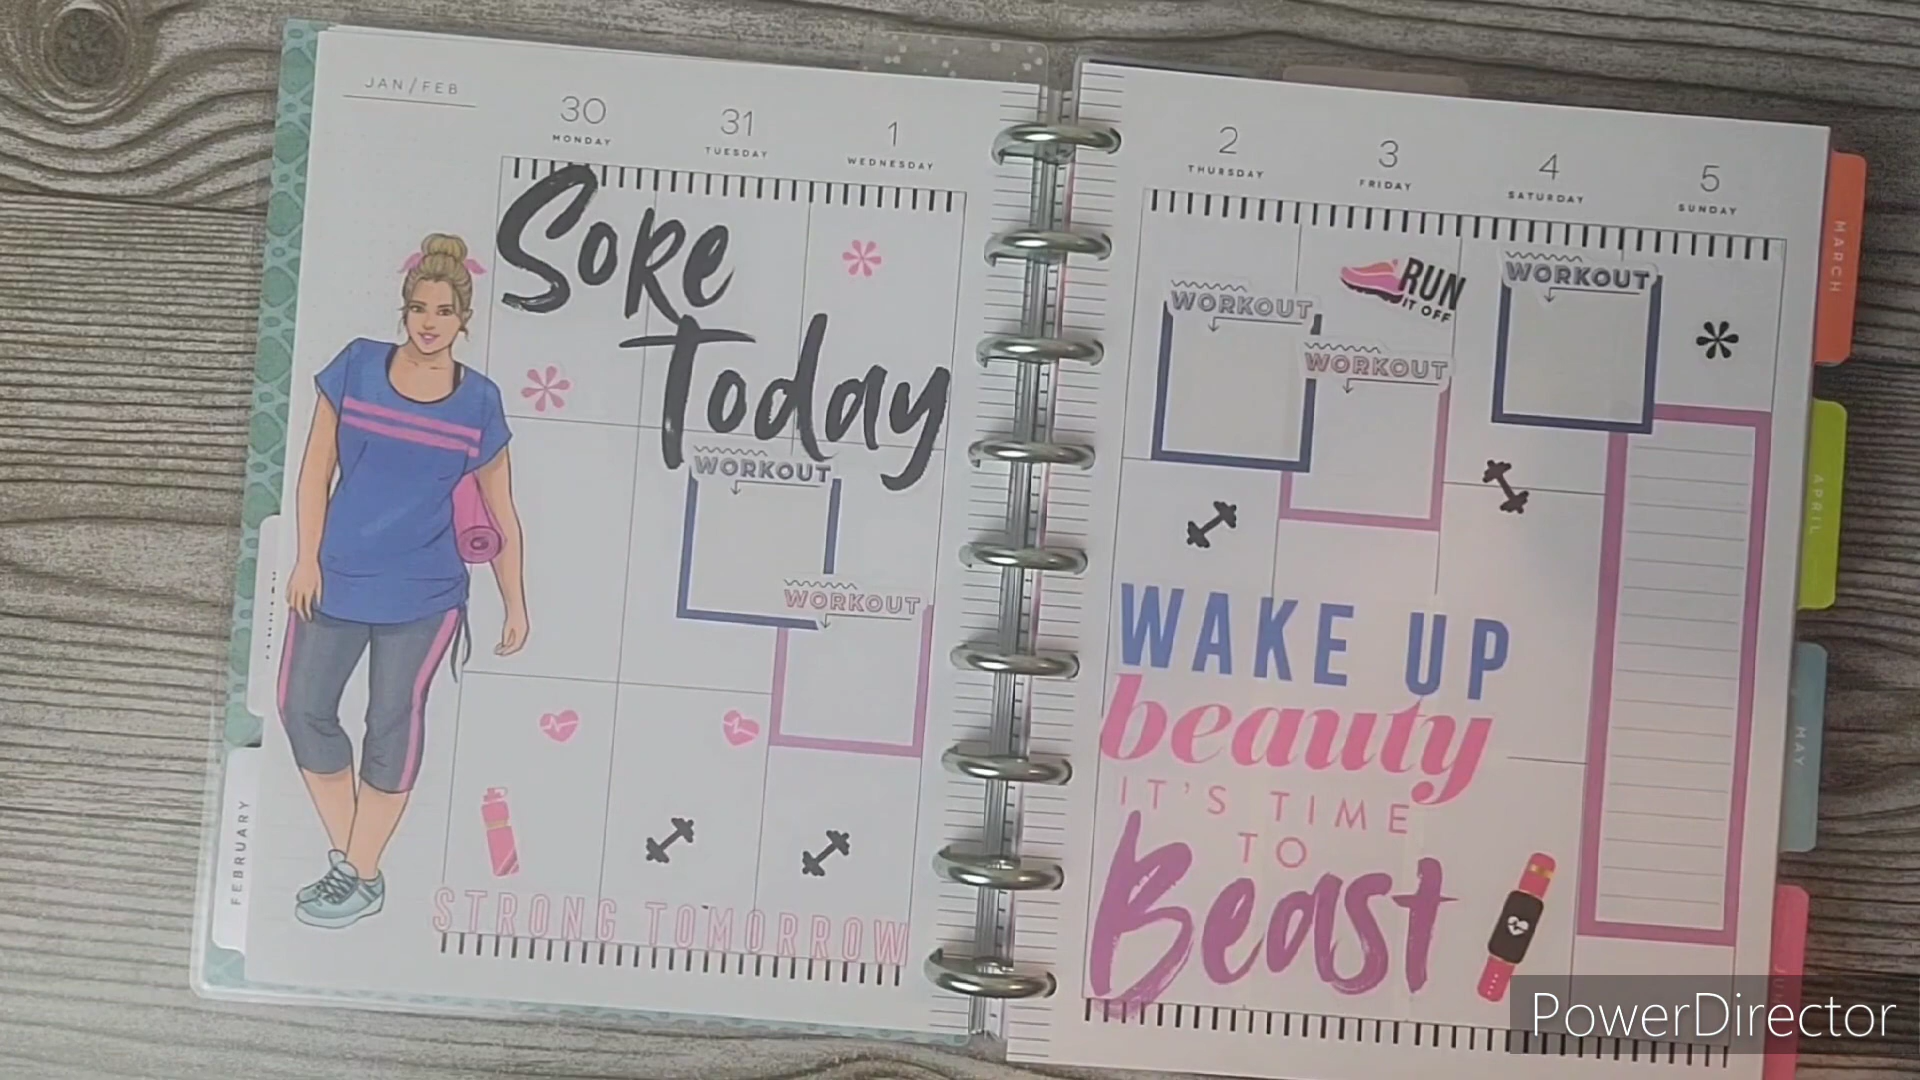 JAN/FEB
30
MONDAY
31
TUESDAY
1
WEDNESDAY
2
THURSDAY
3
FRIDAY
4
SATURDAY
5
SUNDAY
SORe
Today
WORKOUT
WORKOUT
STRONG TOMORROW
WORKOUT
RUN
IT OFF
WORKOUT
WORKOUT
WAKE UP
beauty
IT'S TIME
TO
Beast
FEBRUARY
MARCH
APRIL
MAY
PowerDirector